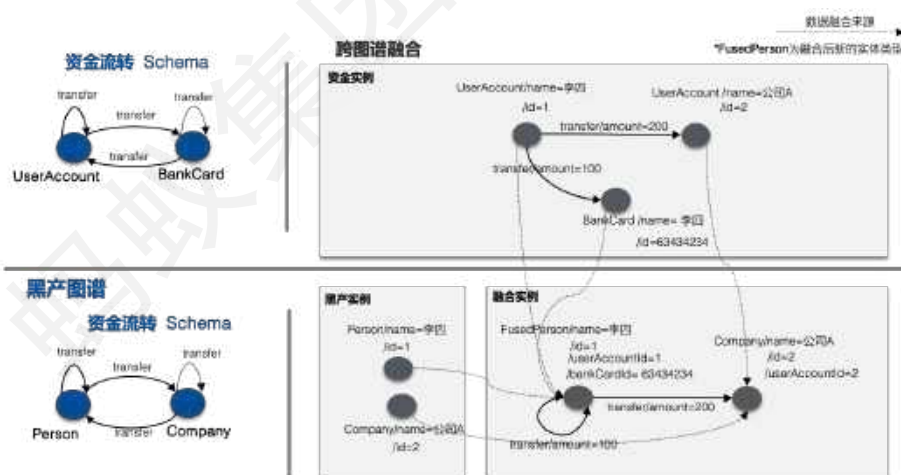 数据融合来源
*FusedPerson为融合后新的实体类型
跨图谱融合
资金流转 Schema
transfer
transfer
transfer
transfer
UserAccount
BankCard
资金实例
UserAccount/name=李四
/id=1
UserAccount /name=公司A
/id=2
transfer/amount=200
transfer/amount=100
BankCard /name= 李四
/id=63434234
黑产图谱
资金流转 Schema
transfer
transfer
transfer
transfer
Person
Company
黑产实例
Person/name=李四
/id=1
Company/name=公司A
/id=2
融合实例
FusedPerson/name=李四
/id=1
/userAccountId=1
/bankCardId= 63434234
Company/name=公司A
/id=2
/userAccountId=2
transfer/amount=200
transfer/amount=100
蚂蚁集团